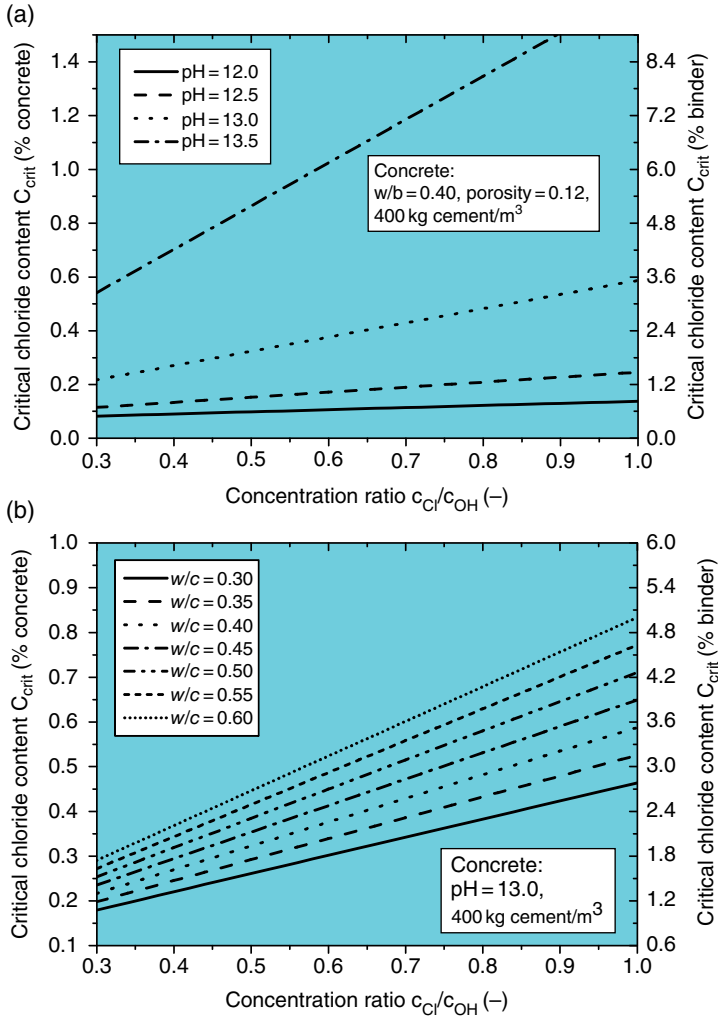 (a)
Critical chloride content C_crit (% concrete)
1.4
1.2
1.0
0.8
0.6
0.4
0.2
0.0
pH = 12.0
pH = 12.5
pH = 13.0
pH = 13.5
Concrete:
w/b = 0.40, porosity = 0.12,
400 kg cement/m³
8.4
7.2
6.0
4.8
3.6
2.4
1.2
0.0
Critical chloride content C_crit (% binder)
0.3 0.4 0.5 0.6 0.7 0.8 0.9 1.0
Concentration ratio c_Cl/c_OH (–)
(b)
Critical chloride content C_crit (% concrete)
1.0
0.9
0.8
0.7
0.6
0.5
0.4
0.3
0.2
0.1
w/c = 0.30
w/c = 0.35
w/c = 0.40
w/c = 0.45
w/c = 0.50
w/c = 0.55
w/c = 0.60
Concrete:
pH = 13.0,
400 kg cement/m³
6.0
5.4
4.8
4.2
3.6
3.0
2.4
1.8
1.2
0.6
Critical chloride content C_crit (% binder)
0.3 0.4 0.5 0.6 0.7 0.8 0.9 1.0
Concentration ratio c_Cl/c_OH (–)